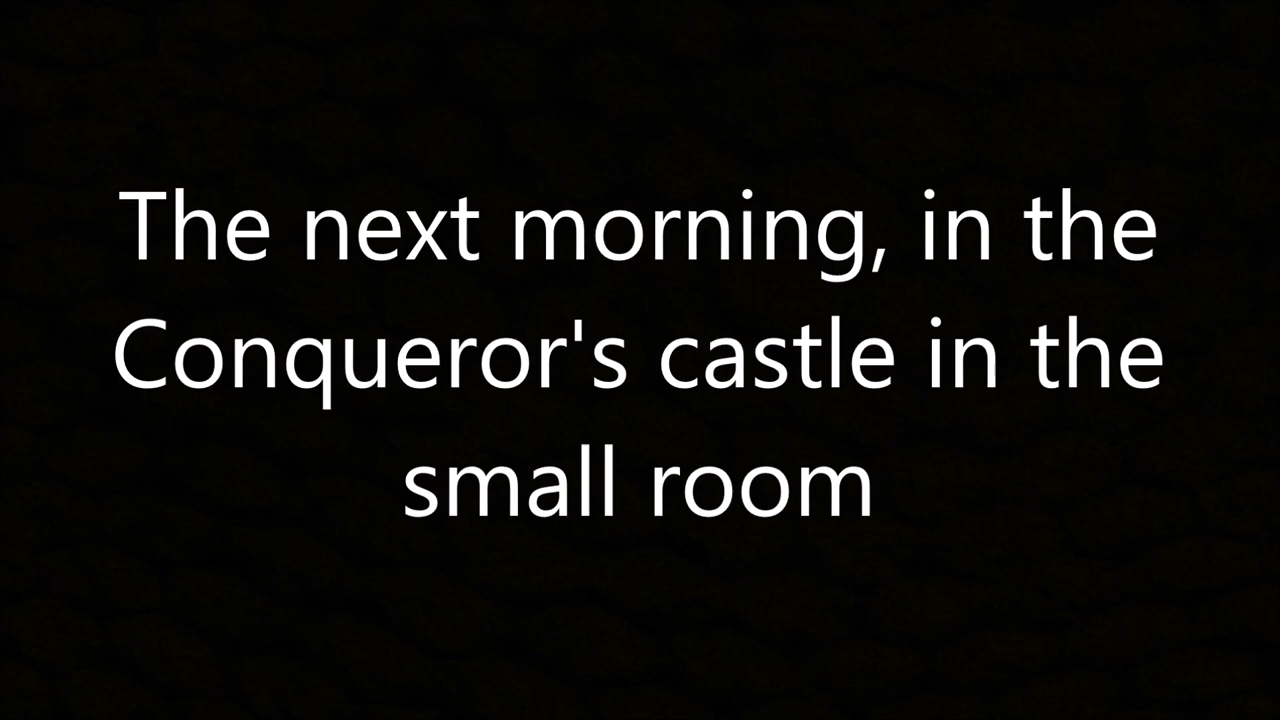 The next morning, in the
Conqueror's castle in the
small room